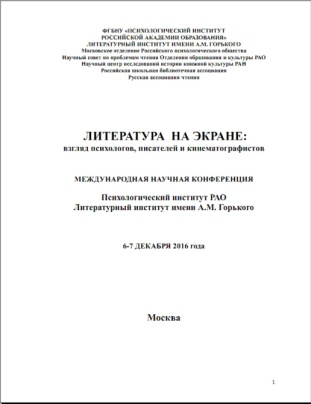 ФГБНУ «ПСИХОЛОГИЧЕСКИЙ ИНСТИТУТ
РОССИЙСКОЙ АКАДЕМИИ ОБРАЗОВАНИЯ»
ЛИТЕРАТУРНЫЙ ИНСТИТУТ ИМЕНИ А.М. ГОРЬКОГО
Московское отделение Российского психологического общества
Научный совет по проблемам чтения Отделения образования и культуры РАО
Научный центр исследований истории книжной культуры РАН
Российская школьная библиотечная ассоциация
Русская ассоциация чтения
ЛИТЕРАТУРА НА ЭКРАНЕ:
взгляд психологов, писателей и кинематографистов
МЕЖДУНАРОДНАЯ НАУЧНАЯ КОНФЕРЕНЦИЯ
Психологический институт РАО
Литературный институт имени А.М. Горького
6-7 ДЕКАБРЯ 2016 года
Москва
1